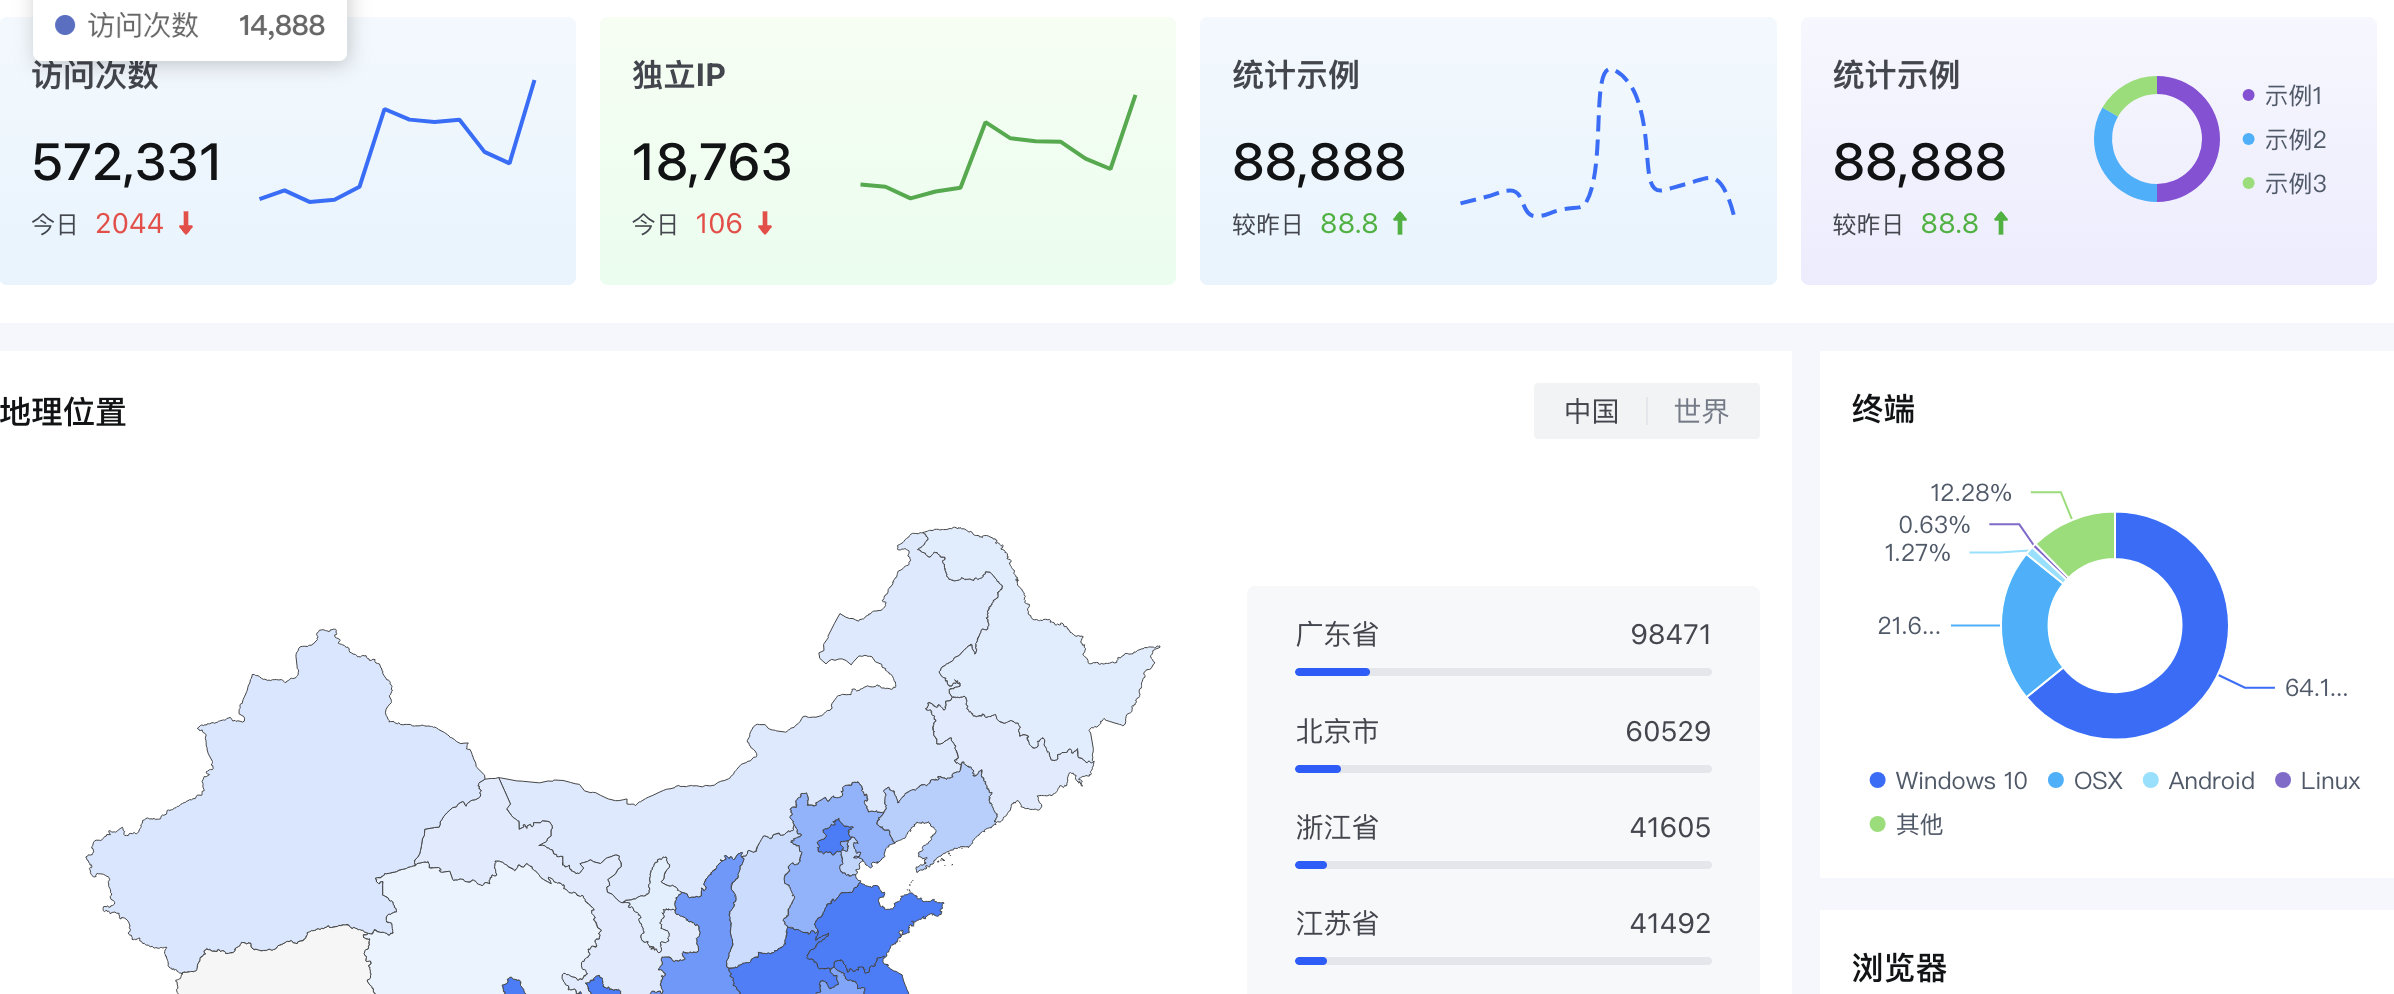 访问次数 14,888
访问次数
572,331
今日 2044
独立IP
18,763
今日 106
统计示例
88,888
较昨日 88.8
统计示例
88,888
较昨日 88.8
示例1
示例2
示例3
地理位置
中国 世界
广东省 98471
北京市 60529
浙江省 41605
江苏省 41492
终端
12.28%
0.63%
1.27%
21.6...
64.1...
Windows 10 OSX Android Linux
其他
浏览器